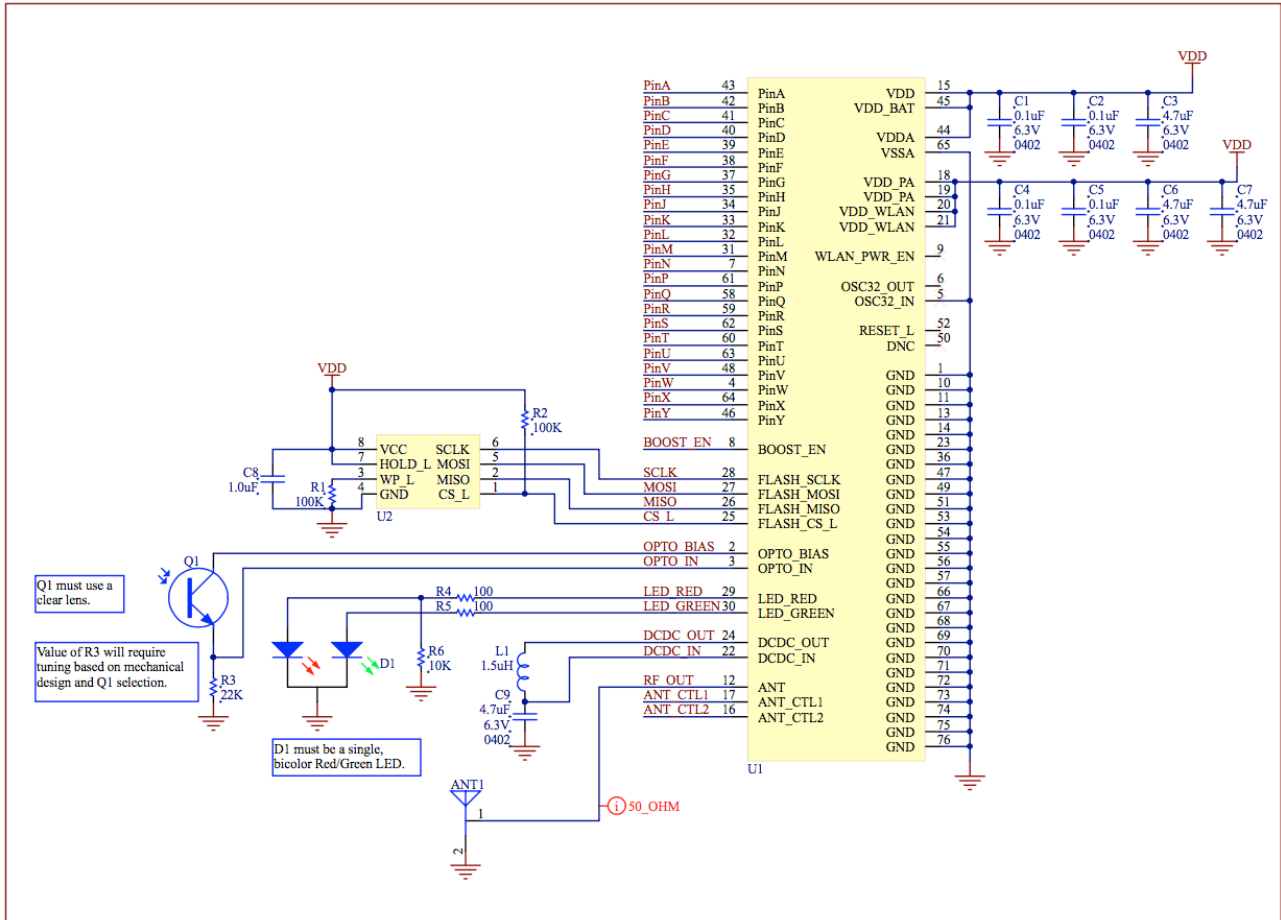 VDD
PinA 43 PinA VDD 15
PinB 42 PinB VDD_BAT 45
PinC 41 PinC
PinD 40 PinD VDDA 44
PinE 39 PinE VSSA 65
PinF 38 PinF
PinG 37 PinG VDD_PA 18
PinH 35 PinH VDD_PA 19
PinJ 34 PinJ VDD_WLAN 20
PinK 33 PinK VDD_WLAN 21
PinL 32 PinL
PinM 31 PinM WLAN_PWR_EN 9
PinN 7 PinN
PinP 61 PinP OSC32_OUT 6
PinQ 58 PinQ OSC32_IN 5
PinR 59 PinR
PinS 62 PinS RESET_L 52
PinT 60 PinT DNC 50
PinU 63 PinU
PinV 48 PinV GND 1
PinW 4 PinW GND 10
PinX 64 PinX GND 11
PinY 46 PinY GND 13
GND 14
BOOST_EN 8 BOOST_EN GND 23
GND 36
SCLK 28 FLASH_SCLK GND 47
MOSI 27 FLASH_MOSI GND 49
MISO 26 FLASH_MISO GND 51
CS_L 25 FLASH_CS_L GND 53
GND 54
OPTO_BIAS 2 OPTO_BIAS GND 55
OPTO_IN 3 OPTO_IN GND 56
GND 57
LED_RED 29 LED_RED GND 66
LED_GREEN 30 LED_GREEN GND 67
GND 68
DCDC_OUT 24 DCDC_OUT GND 69
DCDC_IN 22 DCDC_IN GND 70
GND 71
RF_OUT 12 ANT GND 72
ANT_CTL1 17 ANT_CTL1 GND 73
ANT_CTL2 16 ANT_CTL2 GND 74
GND 75
GND 76
U1
C1
0.1uF
6.3V
0402
C2
0.1uF
6.3V
0402
C3
4.7uF
6.3V
0402
VDD
C4
0.1uF
6.3V
0402
C5
0.1uF
6.3V
0402
C6
4.7uF
6.3V
0402
C7
4.7uF
6.3V
0402
VDD
R2
100K
8 VCC SCLK 6
7 HOLD_L MOSI 5
3 WP_L MISO 2
4 GND CS_L 1
U2
C8
1.0uF
R1
100K
Q1
Q1 must use a
clear lens.
Value of R3 will require
tuning based on mechanical
design and Q1 selection.
R3
22K
R4 100
R5 100
R6
10K
D1
D1 must be a single,
bicolor Red/Green LED.
L1
1.5uH
C9
4.7uF
6.3V
0402
ANT1
1
2
i 50_OHM